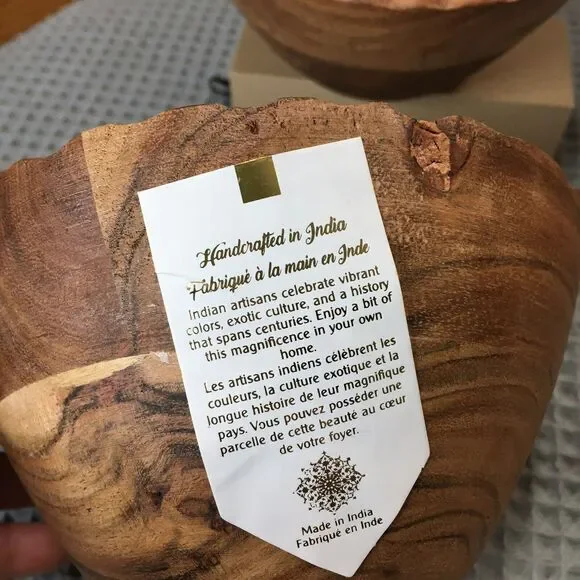 Handcrafted in India
Fabriqué à la main en Inde
Indian artisans celebrate vibrant
colors, exotic culture, and a history
that spans centuries. Enjoy a bit of
this magnificence in your own
home.
Les artisans indiens célèbrent les
couleurs, la culture exotique et la
longue histoire de leur magnifique
pays. Vous pouvez posséder une
parcelle de cette beauté au cœur
de votre foyer.
Made in India
Fabriqué en Inde